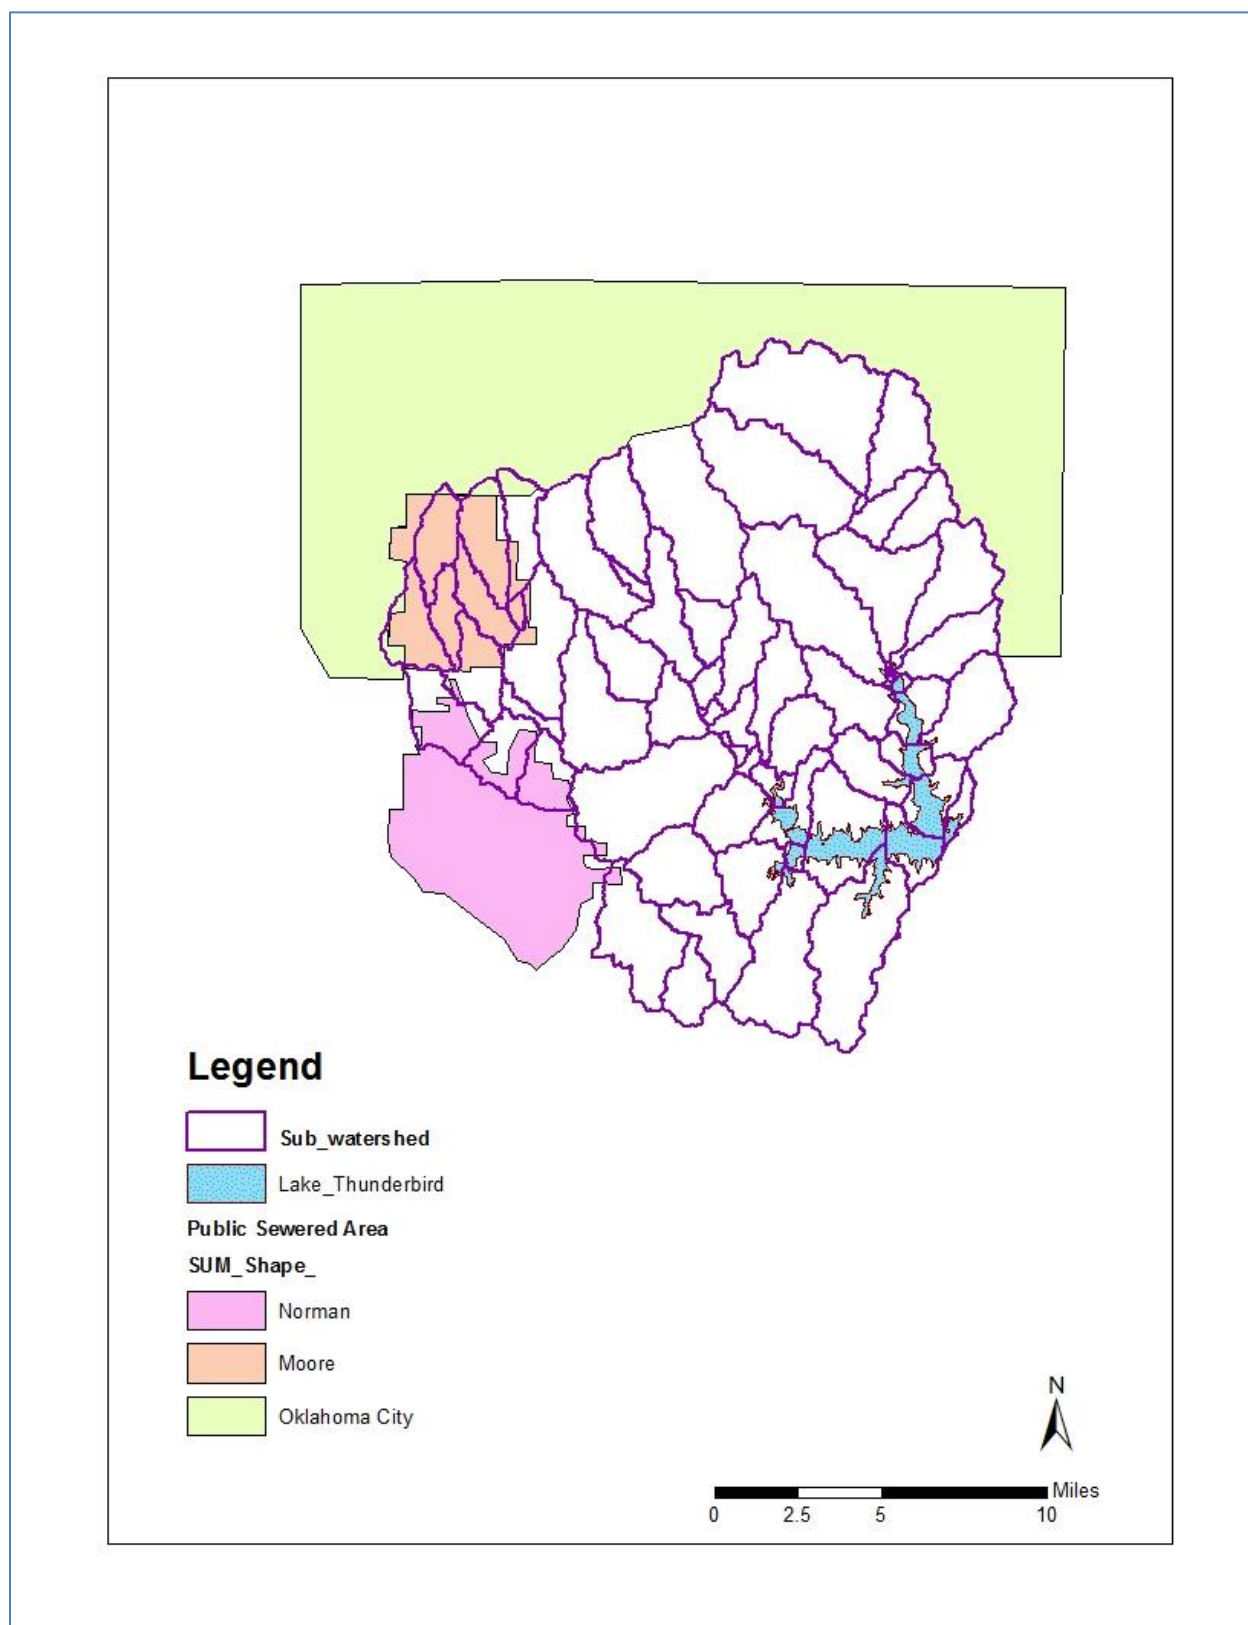 Legend
Sub_watershed
Lake_Thunderbird
Public Sewered Area
SUM_Shape_
Norman
Moore
Oklahoma City
N
Miles
0 2.5 5 10